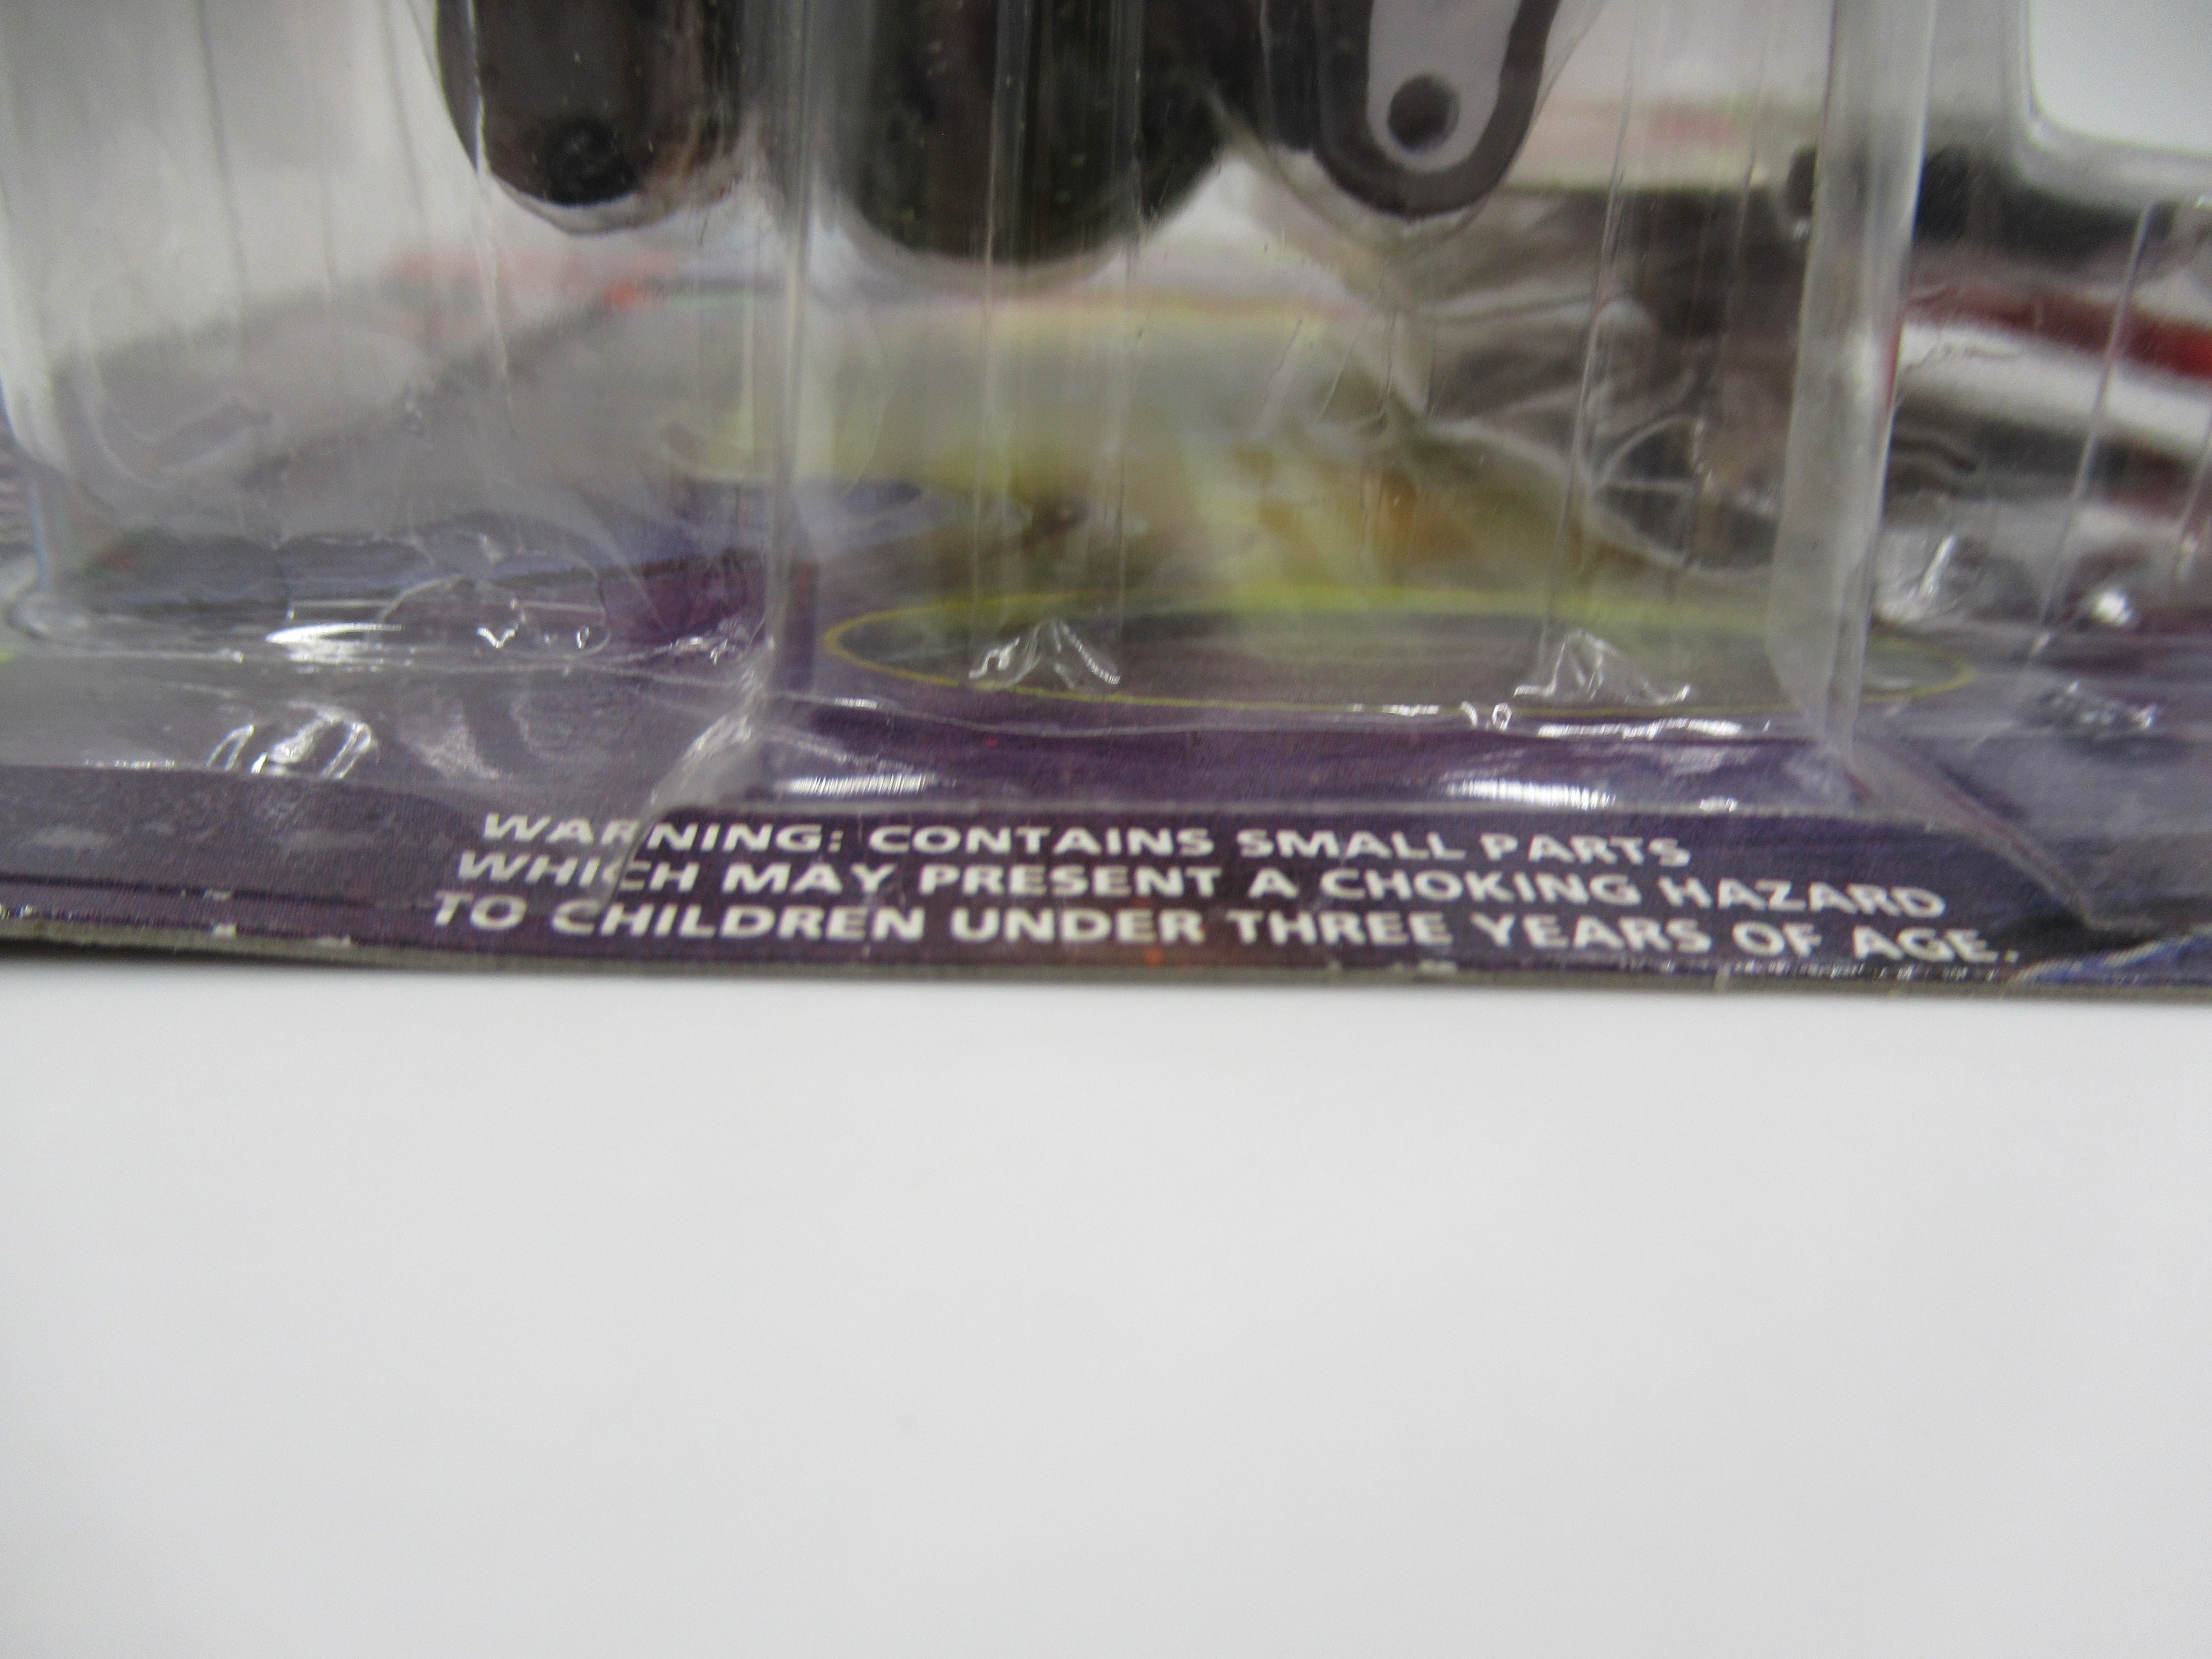 WARNING: CONTAINS SMALL PARTS
WHICH MAY PRESENT A CHOKING HAZARD
TO CHILDREN UNDER THREE YEARS OF AGE.